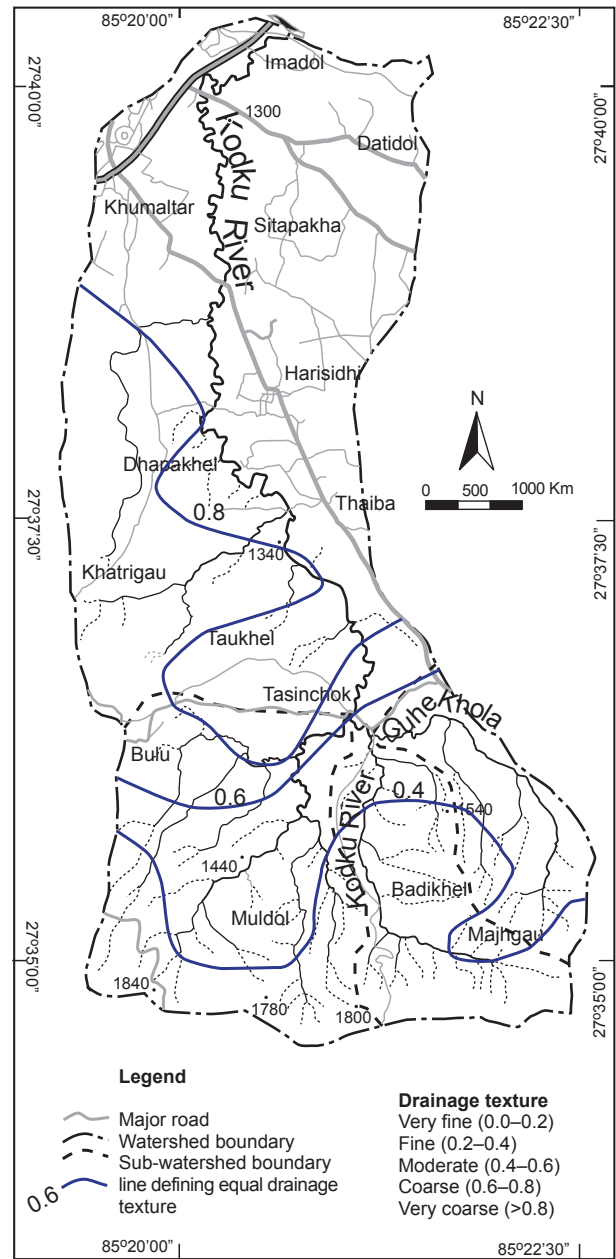 85º20'00"
85º22'30"
27º40'00"
27º40'00"
Imadol
1300
Datidol
Kodku River
Khumaltar
Sitapakha
Harisidhi
N
Dhapakhel
0 500 1000 Km
Thaiba
0.8
27º37'30"
27º37'30"
1340
Khatrigau
Taukhel
Tasinchok
Guhe Khola
Bulu
0.6
0.4
1540
Kodku River
1440
Badikhel
Muldol
Majhgau
27º35'00"
27º35'00"
1840
1780
1800
Legend
Major road
Watershed boundary
Sub-watershed boundary
0.6
line defining equal drainage
texture
Drainage texture
Very fine (0.0–0.2)
Fine (0.2–0.4)
Moderate (0.4–0.6)
Coarse (0.6–0.8)
Very coarse (>0.8)
85º20'00"
85º22'30"